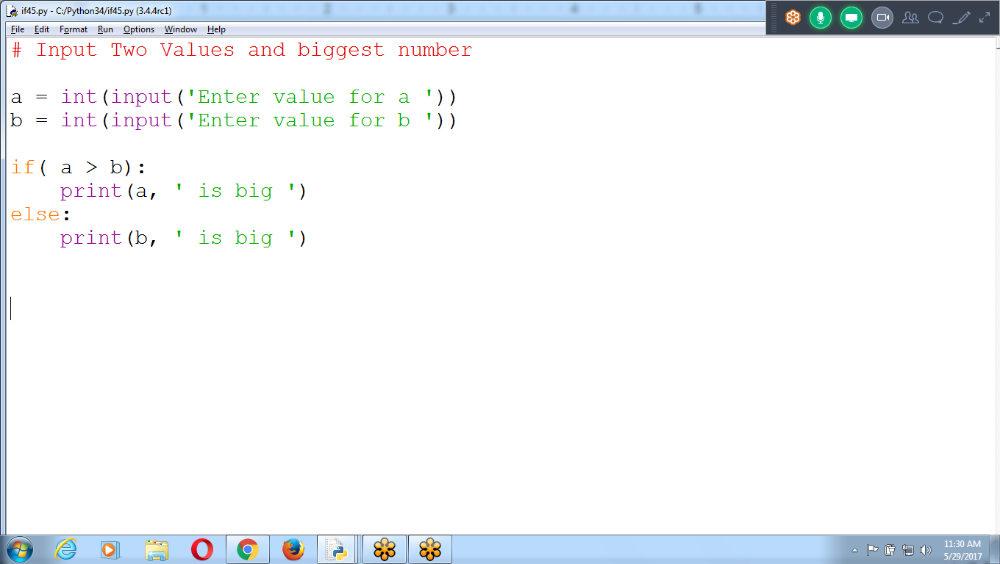 if45.py - C:/Python34/if45.py (3.4.4rc1)
File Edit Format Run Options Window Help
# Input Two Values and biggest number
a = int(input('Enter value for a '))
b = int(input('Enter value for b '))
if( a > b):
    print(a, ' is big ')
else:
    print(b, ' is big ')
11:30 AM
5/29/2017